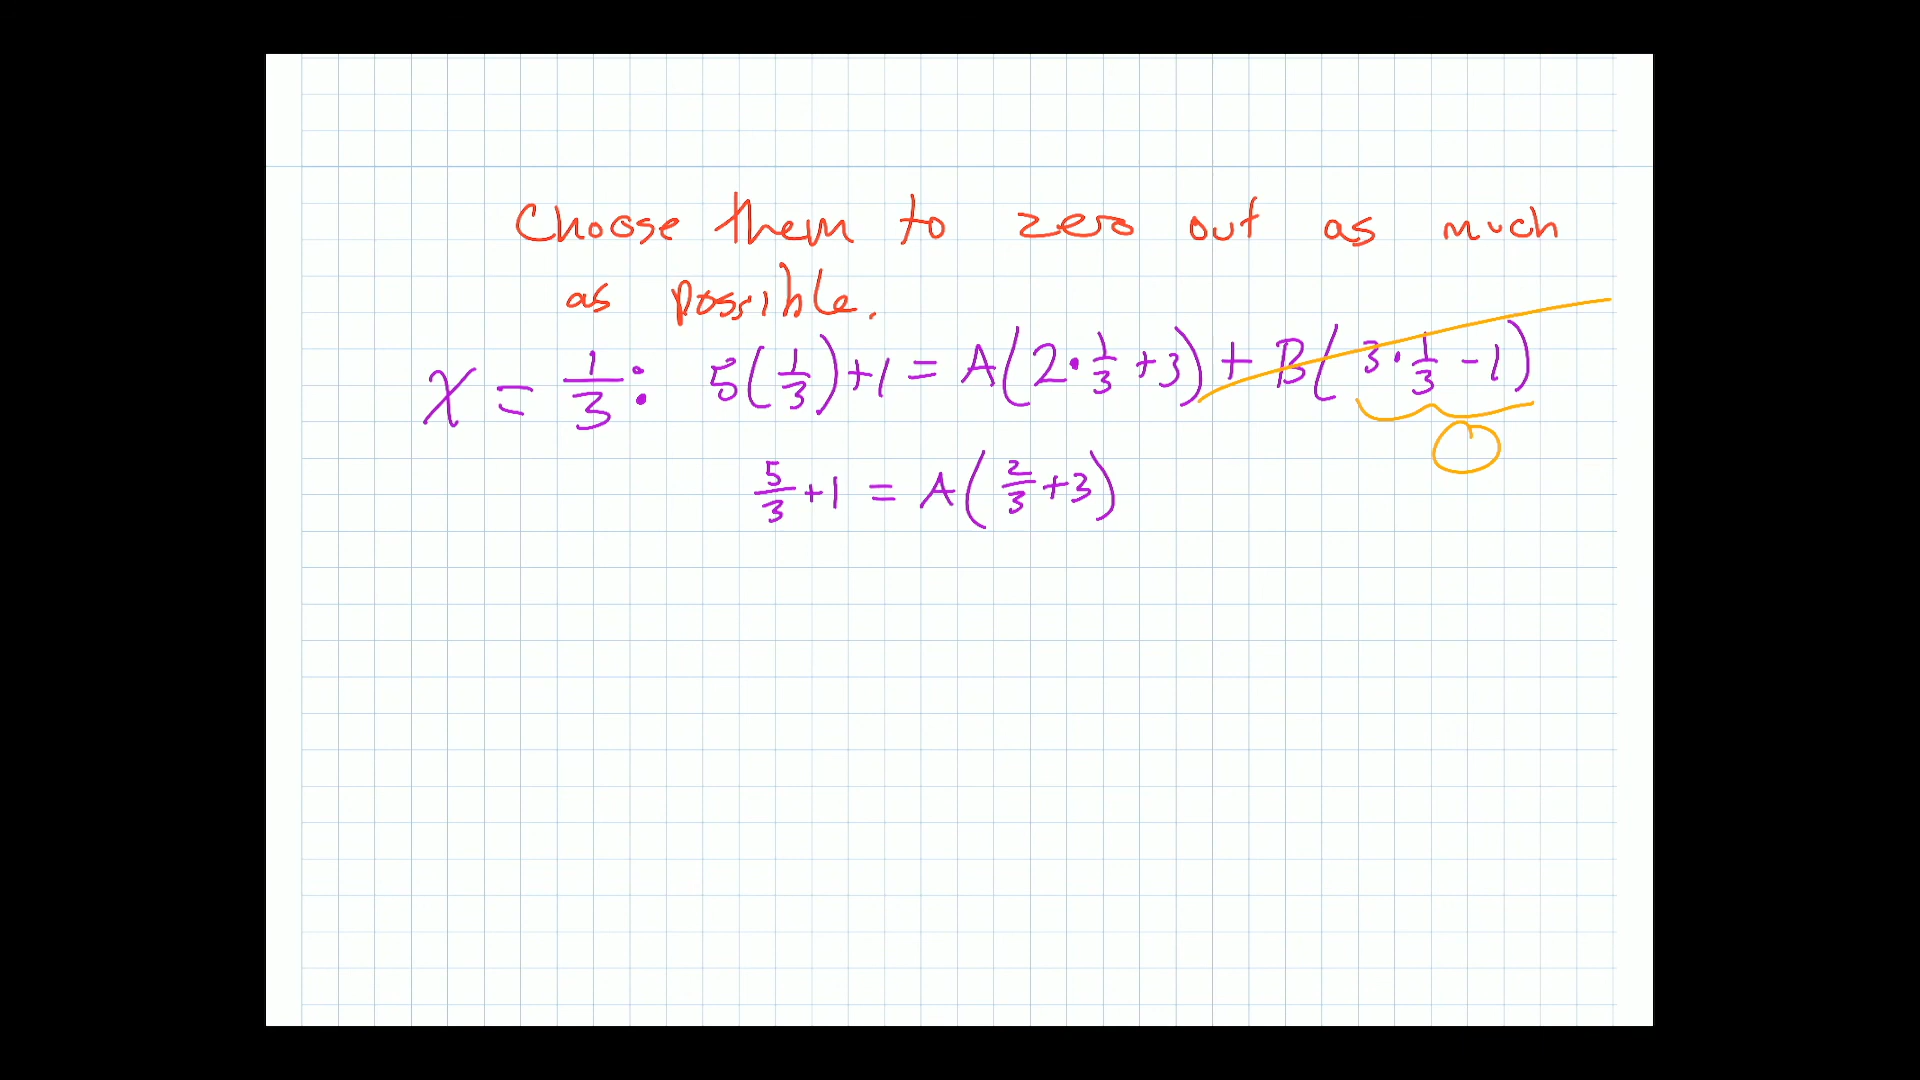 Choose them to zero out as much
as possible.
x = 1/3 : 5(1/3)+1 = A(2·1/3+3) + B(3·1/3-1)
0
5/3+1 = A(2/3+3)